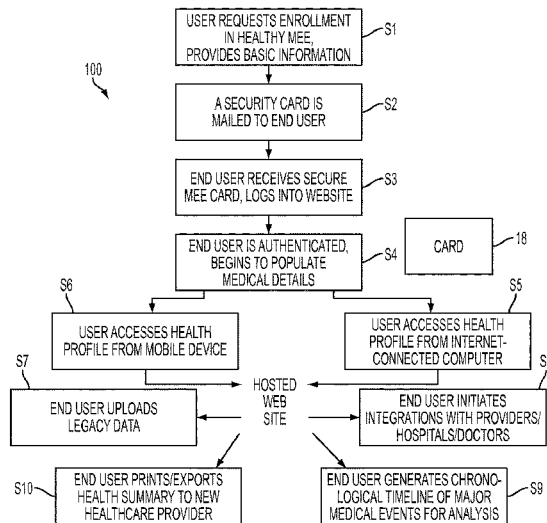 USER REQUESTS ENROLLMENT
IN HEALTHY MEE,
PROVIDES BASIC INFORMATION
S1
100
A SECURITY CARD IS
MAILED TO END USER
S2
END USER RECEIVES SECURE
MEE CARD, LOGS INTO WEBSITE
S3
END USER IS AUTHENTICATED,
BEGINS TO POPULATE
MEDICAL DETAILS
S4
CARD
18
S6
USER ACCESSES HEALTH
PROFILE FROM MOBILE DEVICE
S5
USER ACCESSES HEALTH
PROFILE FROM INTERNET-
CONNECTED COMPUTER
S7
END USER UPLOADS
LEGACY DATA
HOSTED
WEB
SITE
S
END USER INITIATES
INTEGRATIONS WITH PROVIDERS/
HOSPITALS/DOCTORS
S10
END USER PRINTS/EXPORTS
HEALTH SUMMARY TO NEW
HEALTHCARE PROVIDER
END USER GENERATES CHRONO-
LOGICAL TIMELINE OF MAJOR
MEDICAL EVENTS FOR ANALYSIS
S9